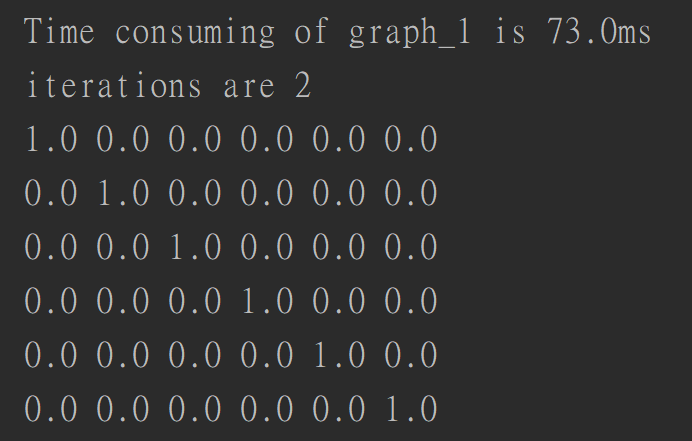 Time consuming of graph_1 is 73.0ms
iterations are 2
1.0 0.0 0.0 0.0 0.0 0.0
0.0 1.0 0.0 0.0 0.0 0.0
0.0 0.0 1.0 0.0 0.0 0.0
0.0 0.0 0.0 1.0 0.0 0.0
0.0 0.0 0.0 0.0 1.0 0.0
0.0 0.0 0.0 0.0 0.0 1.0